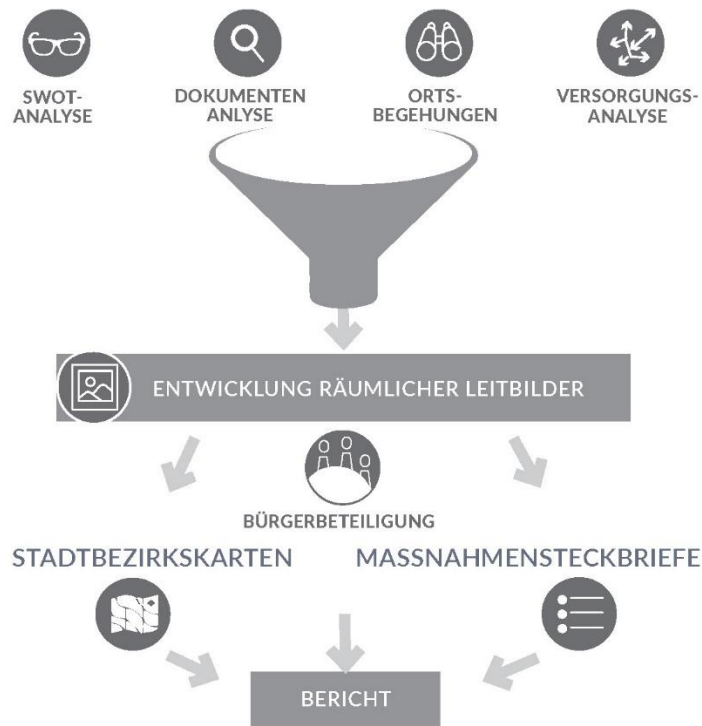 SWOT-
ANALYSE
DOKUMENTEN
ANLYSE
ORTS-
BEGEHUNGEN
VERSORGUNGS-
ANALYSE
ENTWICKLUNG RÄUMLICHER LEITBILDER
BÜRGERBETEILIGUNG
STADTBEZIRKSKARTEN
MASSNAHMENSTECKBRIEFE
BERICHT